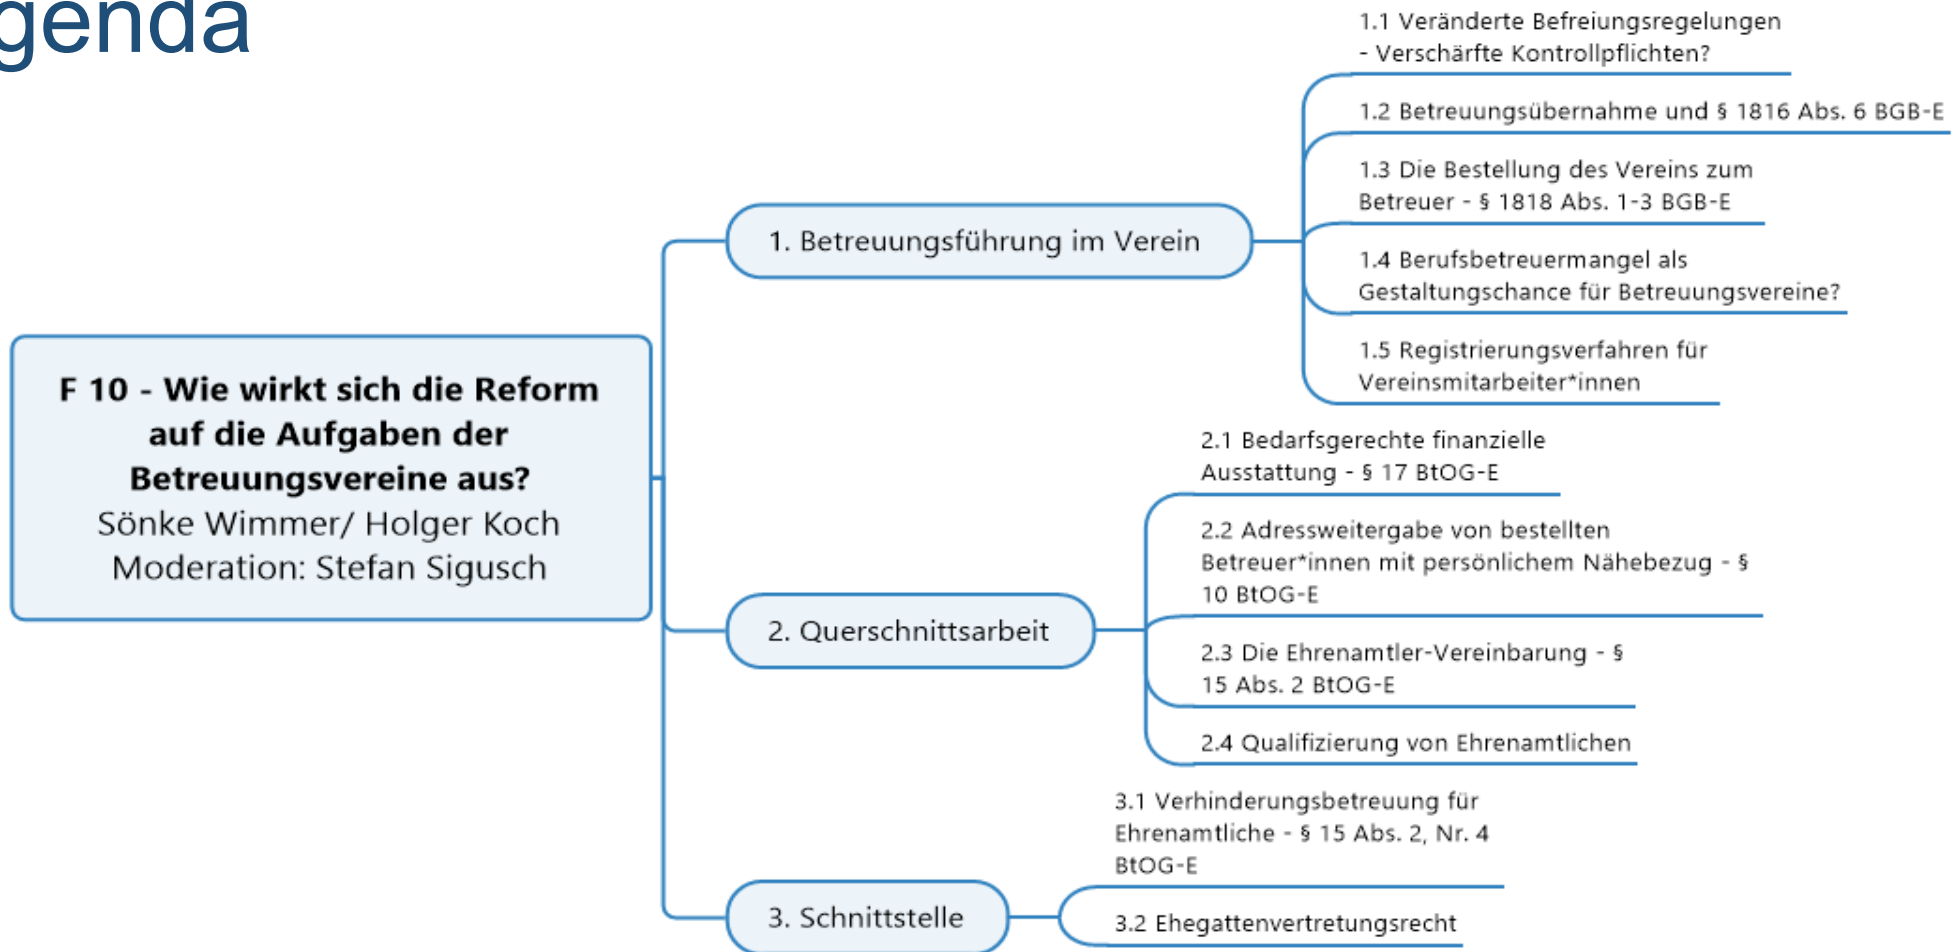 genda
F 10 - Wie wirkt sich die Reform
auf die Aufgaben der
Betreuungsvereine aus?
Sönke Wimmer/ Holger Koch
Moderation: Stefan Sigusch
1. Betreuungsführung im Verein
1.1 Veränderte Befreiungsregelungen
- Verschärfte Kontrollpflichten?
1.2 Betreuungsübernahme und § 1816 Abs. 6 BGB-E
1.3 Die Bestellung des Vereins zum
Betreuer - § 1818 Abs. 1-3 BGB-E
1.4 Berufsbetreuermangel als
Gestaltungschance für Betreuungsvereine?
1.5 Registrierungsverfahren für
Vereinsmitarbeiter*innen
2. Querschnittsarbeit
2.1 Bedarfsgerechte finanzielle
Ausstattung - § 17 BtOG-E
2.2 Adressweitergabe von bestellten
Betreuer*innen mit persönlichem Nähebezug - §
10 BtOG-E
2.3 Die Ehrenamtler-Vereinbarung - §
15 Abs. 2 BtOG-E
2.4 Qualifizierung von Ehrenamtlichen
3. Schnittstelle
3.1 Verhinderungsbetreuung für
Ehrenamtliche - § 15 Abs. 2, Nr. 4
BtOG-E
3.2 Ehegattenvertretungsrecht